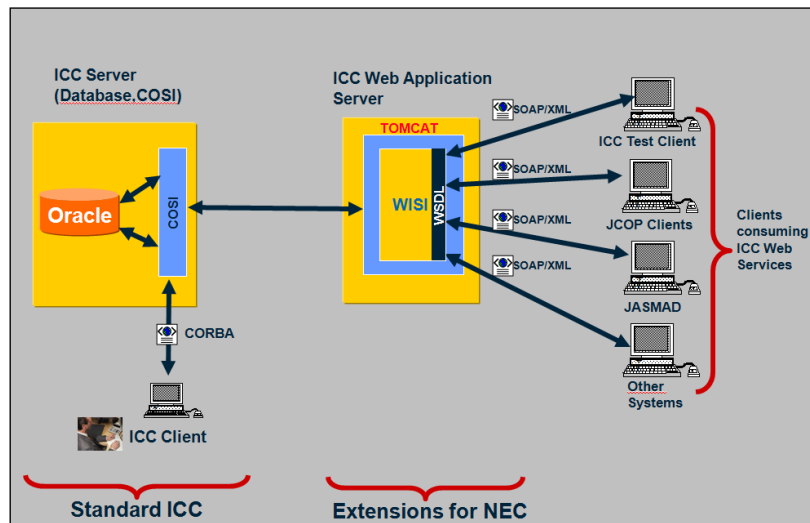 ICC Server
(Database,COSI)
Oracle
COSI
CORBA
ICC Client
Standard ICC
ICC Web Application
Server
TOMCAT
WISI
WSDL
Extensions for NEC
SOAP/XML
ICC Test Client
SOAP/XML
JCOP Clients
SOAP/XML
JASMAD
SOAP/XML
Other
Systems
Clients
consuming
ICC Web
Services